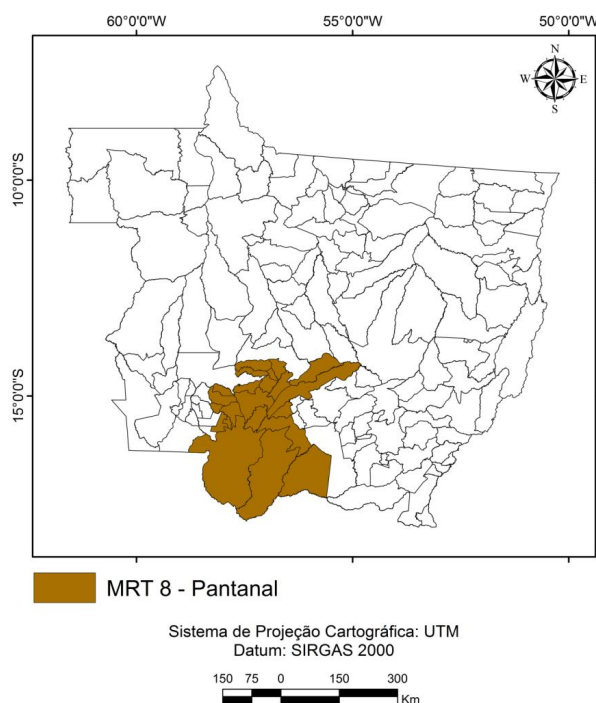 60°0'0"W 55°0'0"W 50°0'0"W
N
W E
S
10°0'0"S
15°0'0"S
MRT 8 - Pantanal
Sistema de Projeção Cartográfica: UTM
Datum: SIRGAS 2000
150 75 0 150 300
Km